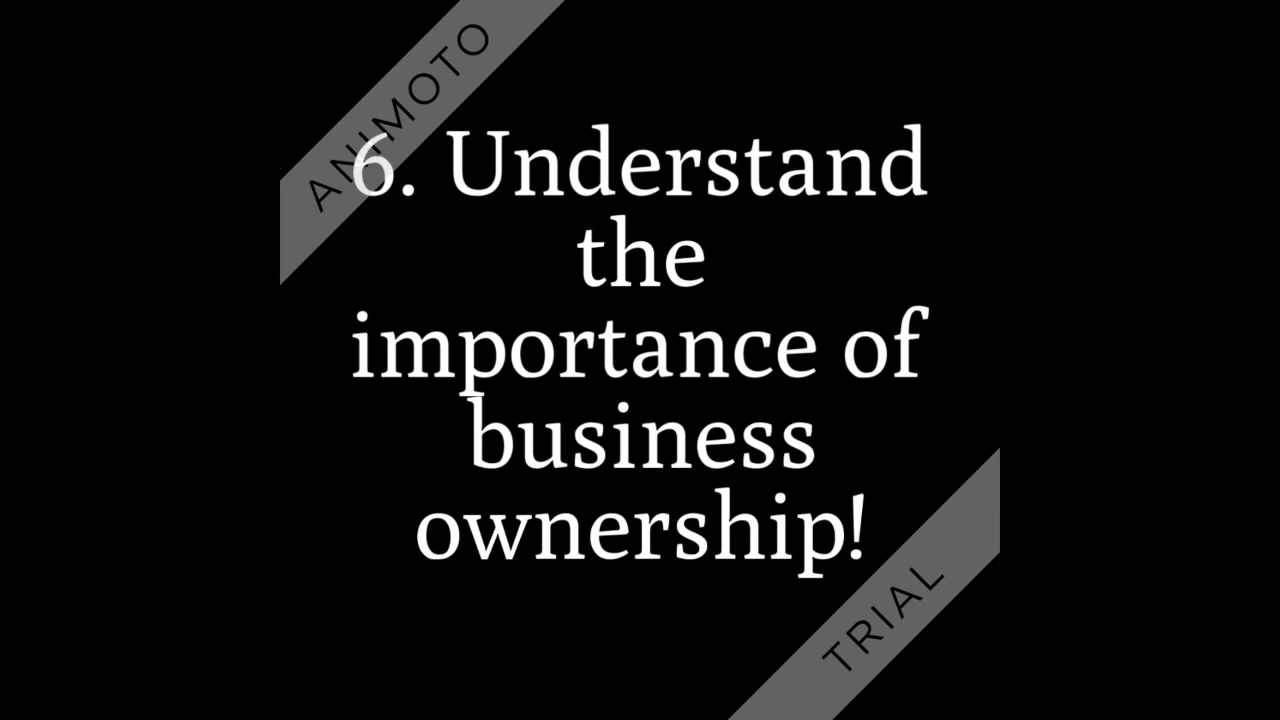 ANIMOTO
6. Understand
the
importance of
business
ownership!
TRIAL